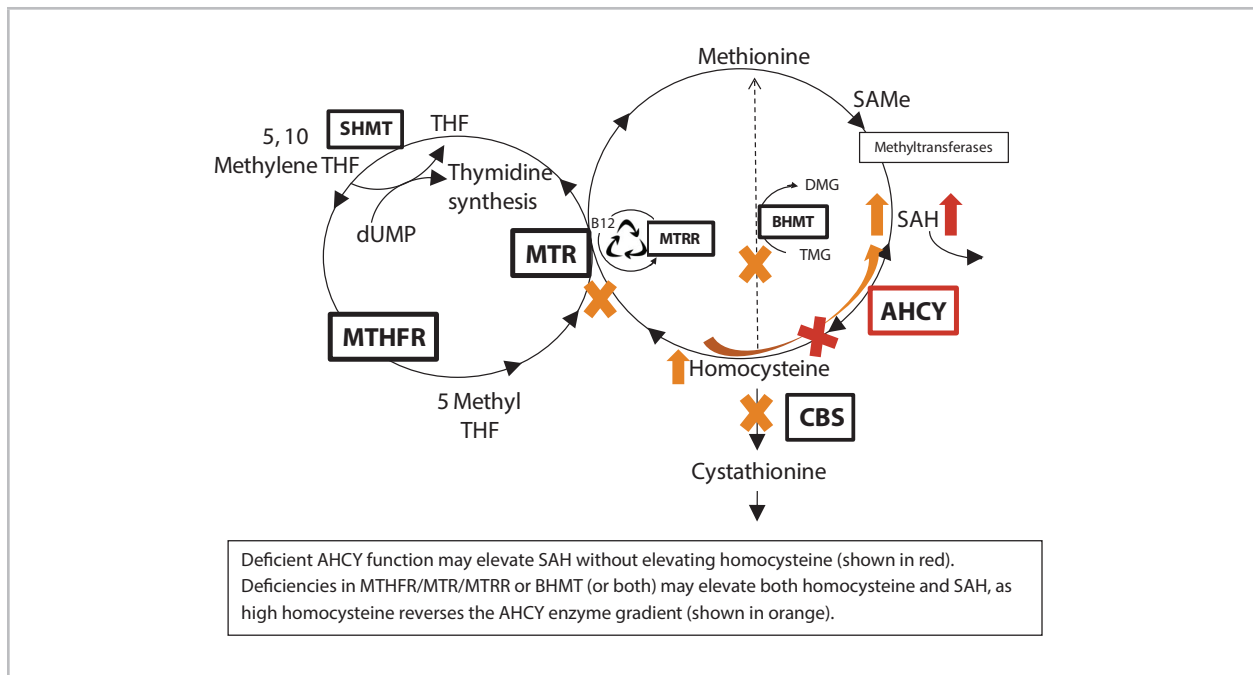 Methionine
SAMe
Methyltransferases
SHMT
THF
5, 10
Methylene THF
Thymidine
synthesis
dUMP
B12
MTRR
MTR
DMG
BHMT
TMG
SAH
AHCY
MTHFR
Homocysteine
5 Methyl
THF
CBS
Cystathionine
Deficient AHCY function may elevate SAH without elevating homocysteine (shown in red).
Deficiencies in MTHFR/MTR/MTRR or BHMT (or both) may elevate both homocysteine and SAH, as
high homocysteine reverses the AHCY enzyme gradient (shown in orange).